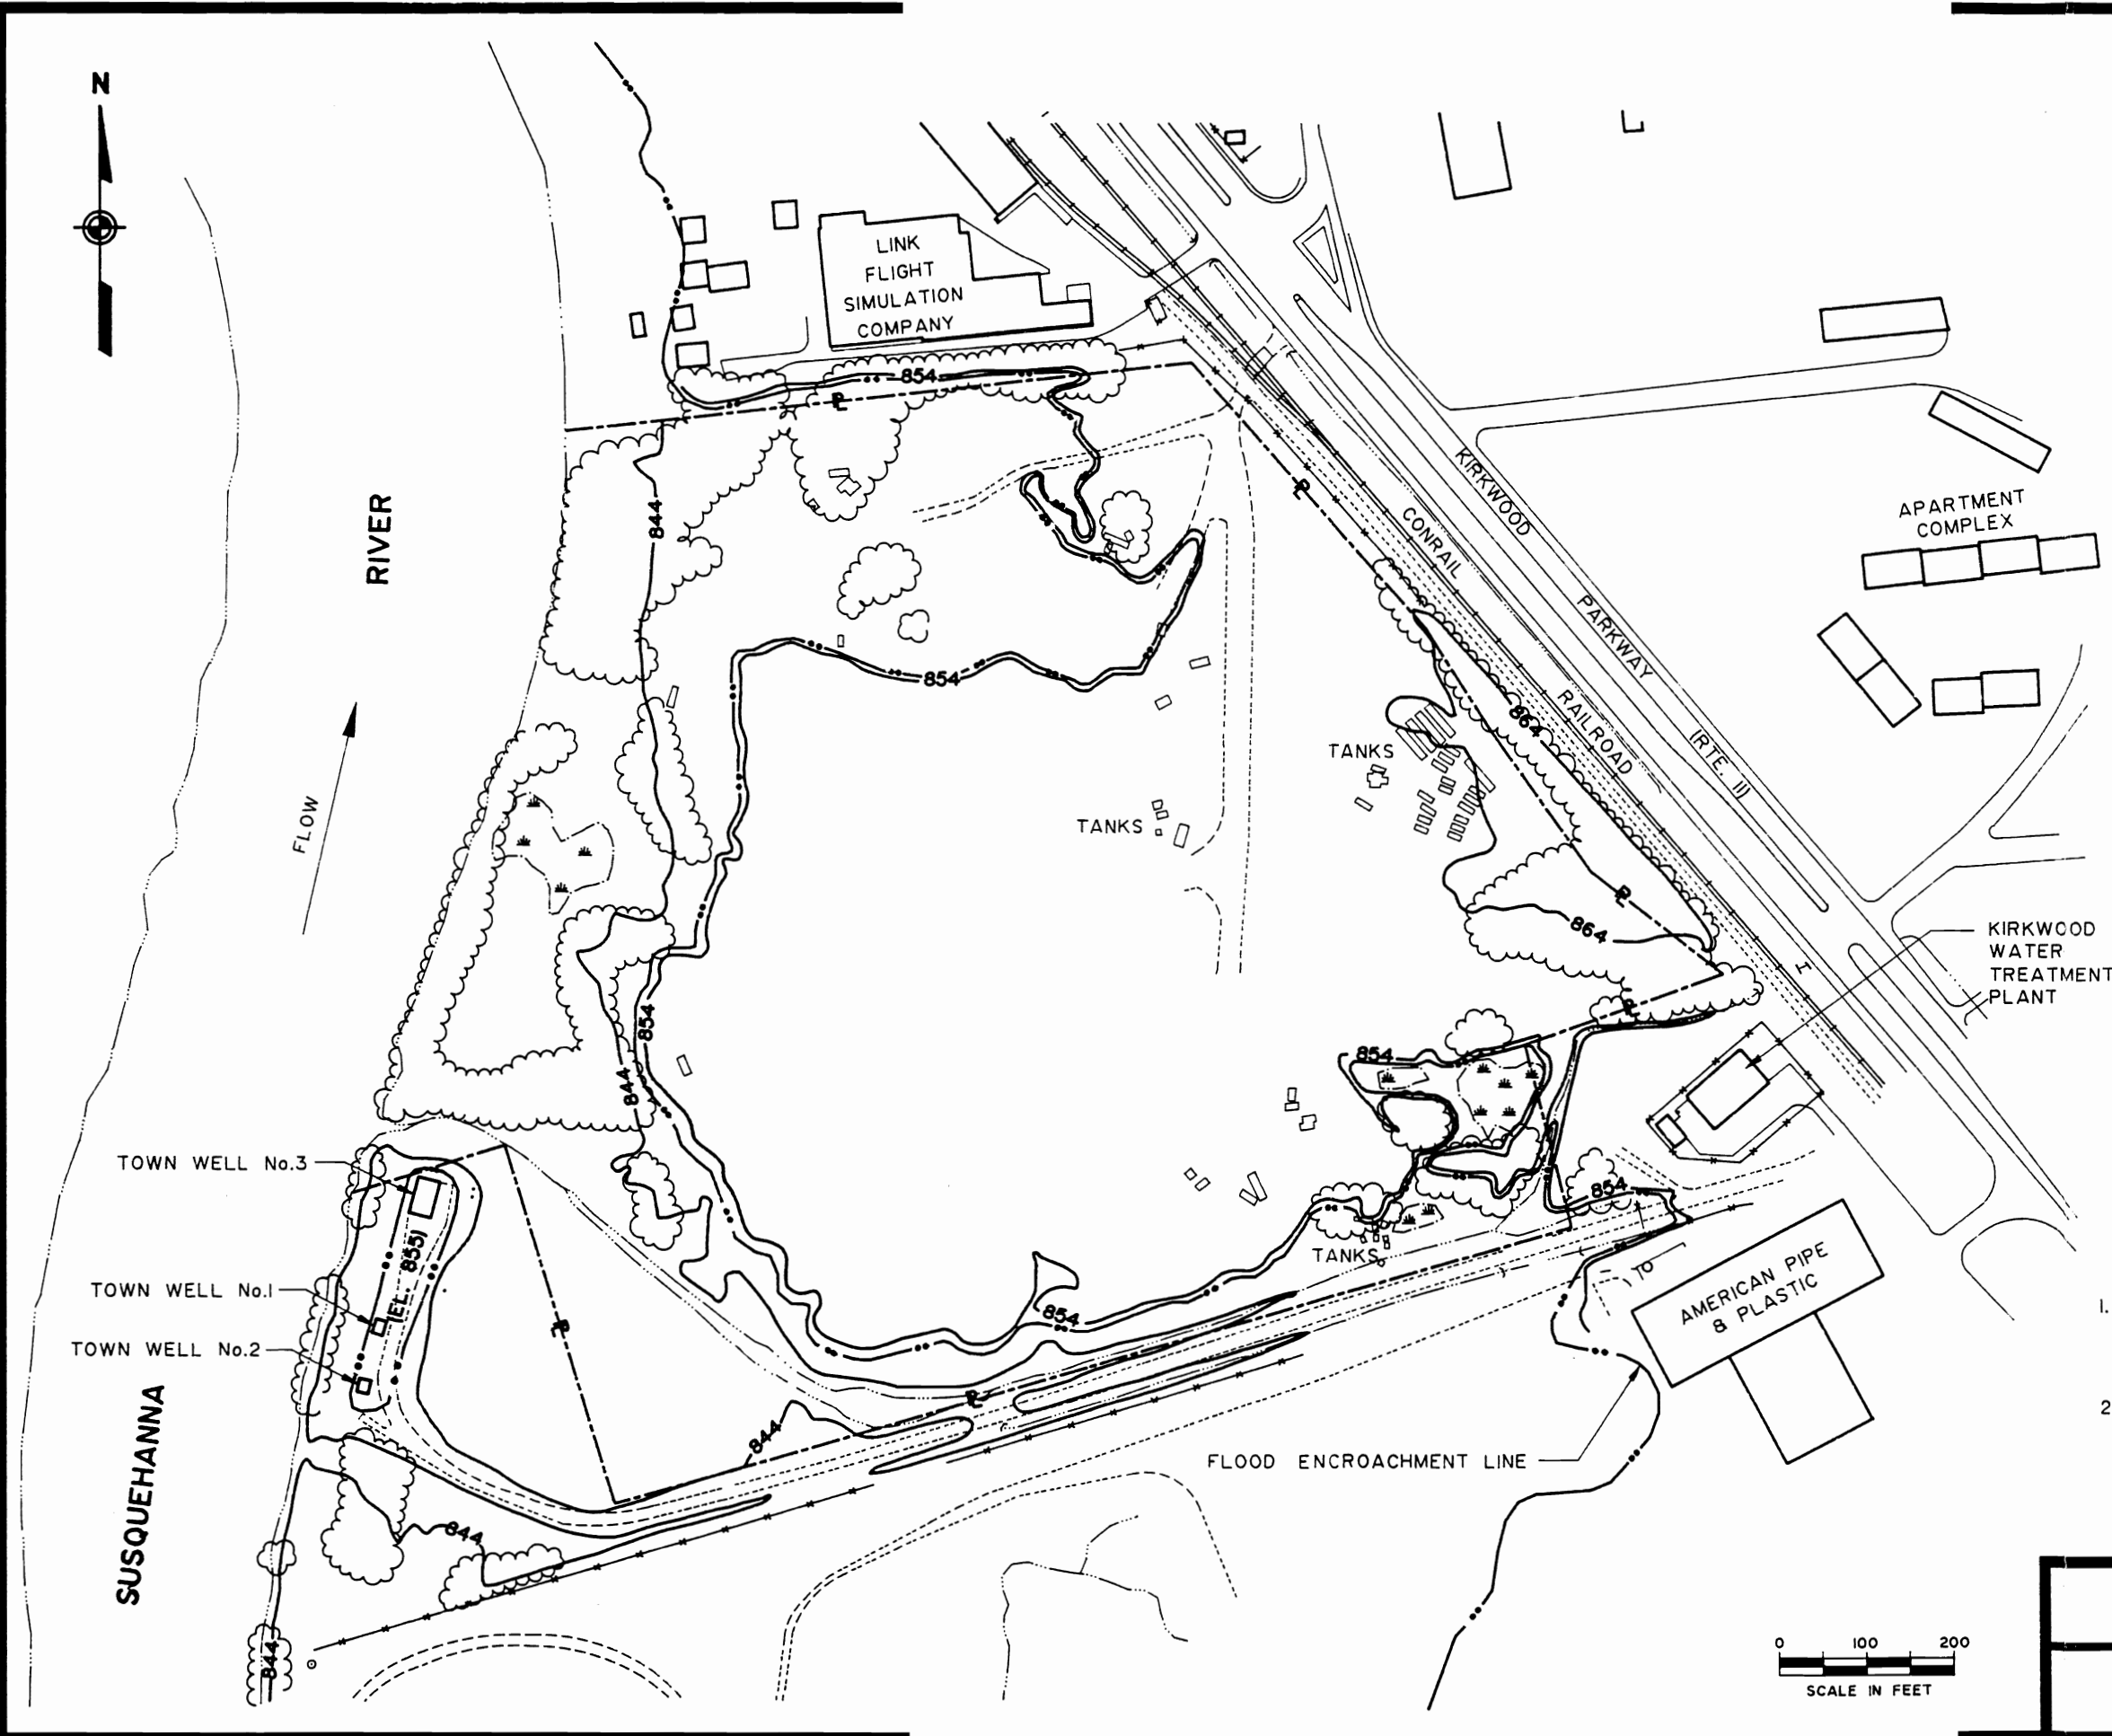 N
LINK
FLIGHT
SIMULATION
COMPANY
854
RIVER
844
KIRKWOOD
PARKWAY
(RTE. 11)
CONRAIL
RAILROAD
APARTMENT
COMPLEX
854
864
TANKS
FLOW
TANKS
864
KIRKWOOD
WATER
TREATMENT
PLANT
854
844
854
TOWN WELL No.3
(EL. 855)
854
TANKS
TOWN WELL No.1
854
TOWN WELL No.2
AMERICAN PIPE
& PLASTIC
1.
2
844
SUSQUEHANNA
FLOOD ENCROACHMENT LINE
844
844
0 100 200
SCALE IN FEET